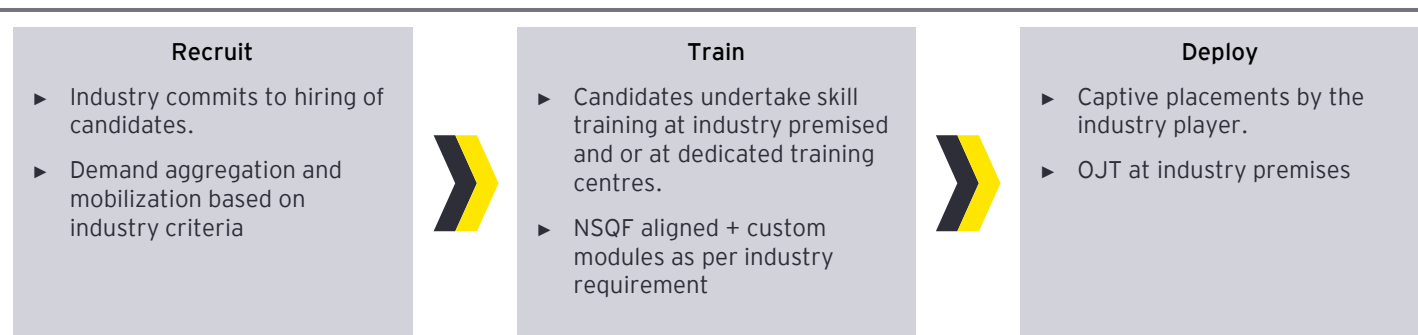 Recruit
► Industry commits to hiring of
candidates.
► Demand aggregation and
mobilization based on
industry criteria
Train
► Candidates undertake skill
training at industry premised
and or at dedicated training
centres.
► NSQF aligned + custom
modules as per industry
requirement
Deploy
► Captive placements by the
industry player.
► OJT at industry premises